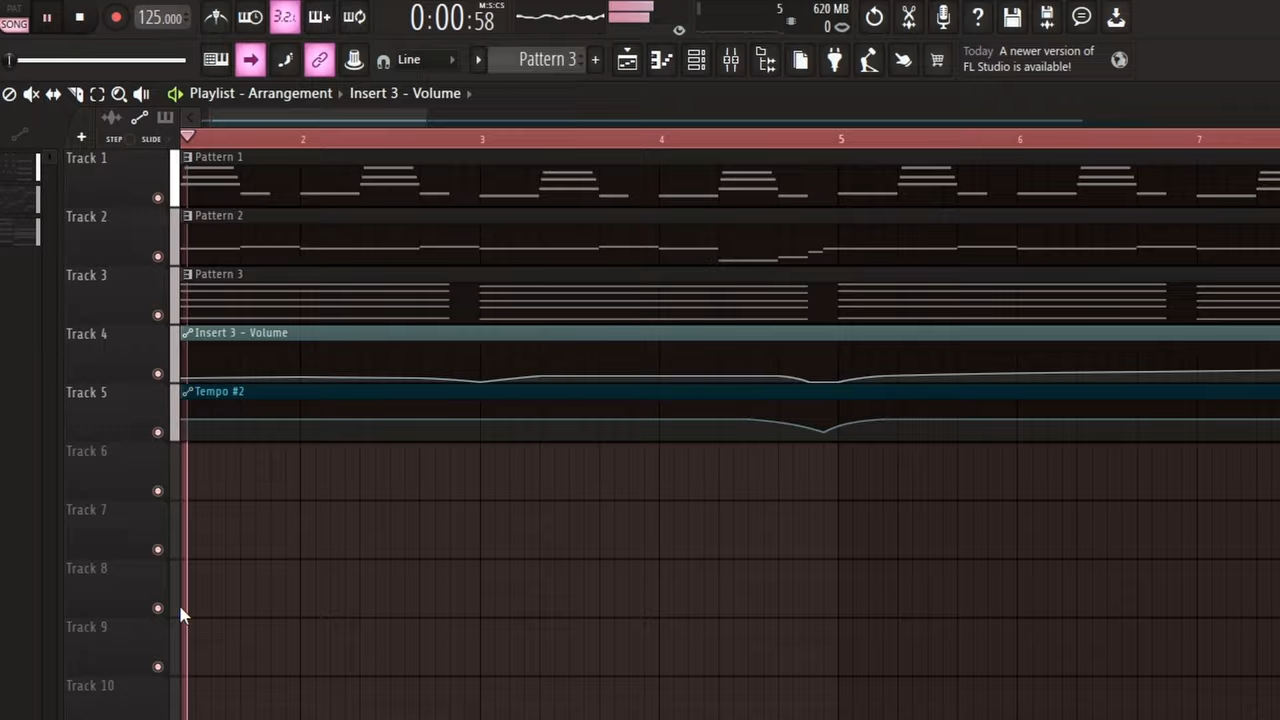 PAT
SONG
125.000
3.2.
0:00:58
M:S:CS
5
620 MB
0
Line
Pattern 3
Today A newer version of
FL Studio is available!
Playlist - Arrangement › Insert 3 - Volume ›
STEP SLIDE
2 3 4 5 6 7
Track 1
Pattern 1
Track 2
Pattern 2
Track 3
Pattern 3
Track 4
Insert 3 - Volume
Track 5
Tempo #2
Track 6
Track 7
Track 8
Track 9
Track 10